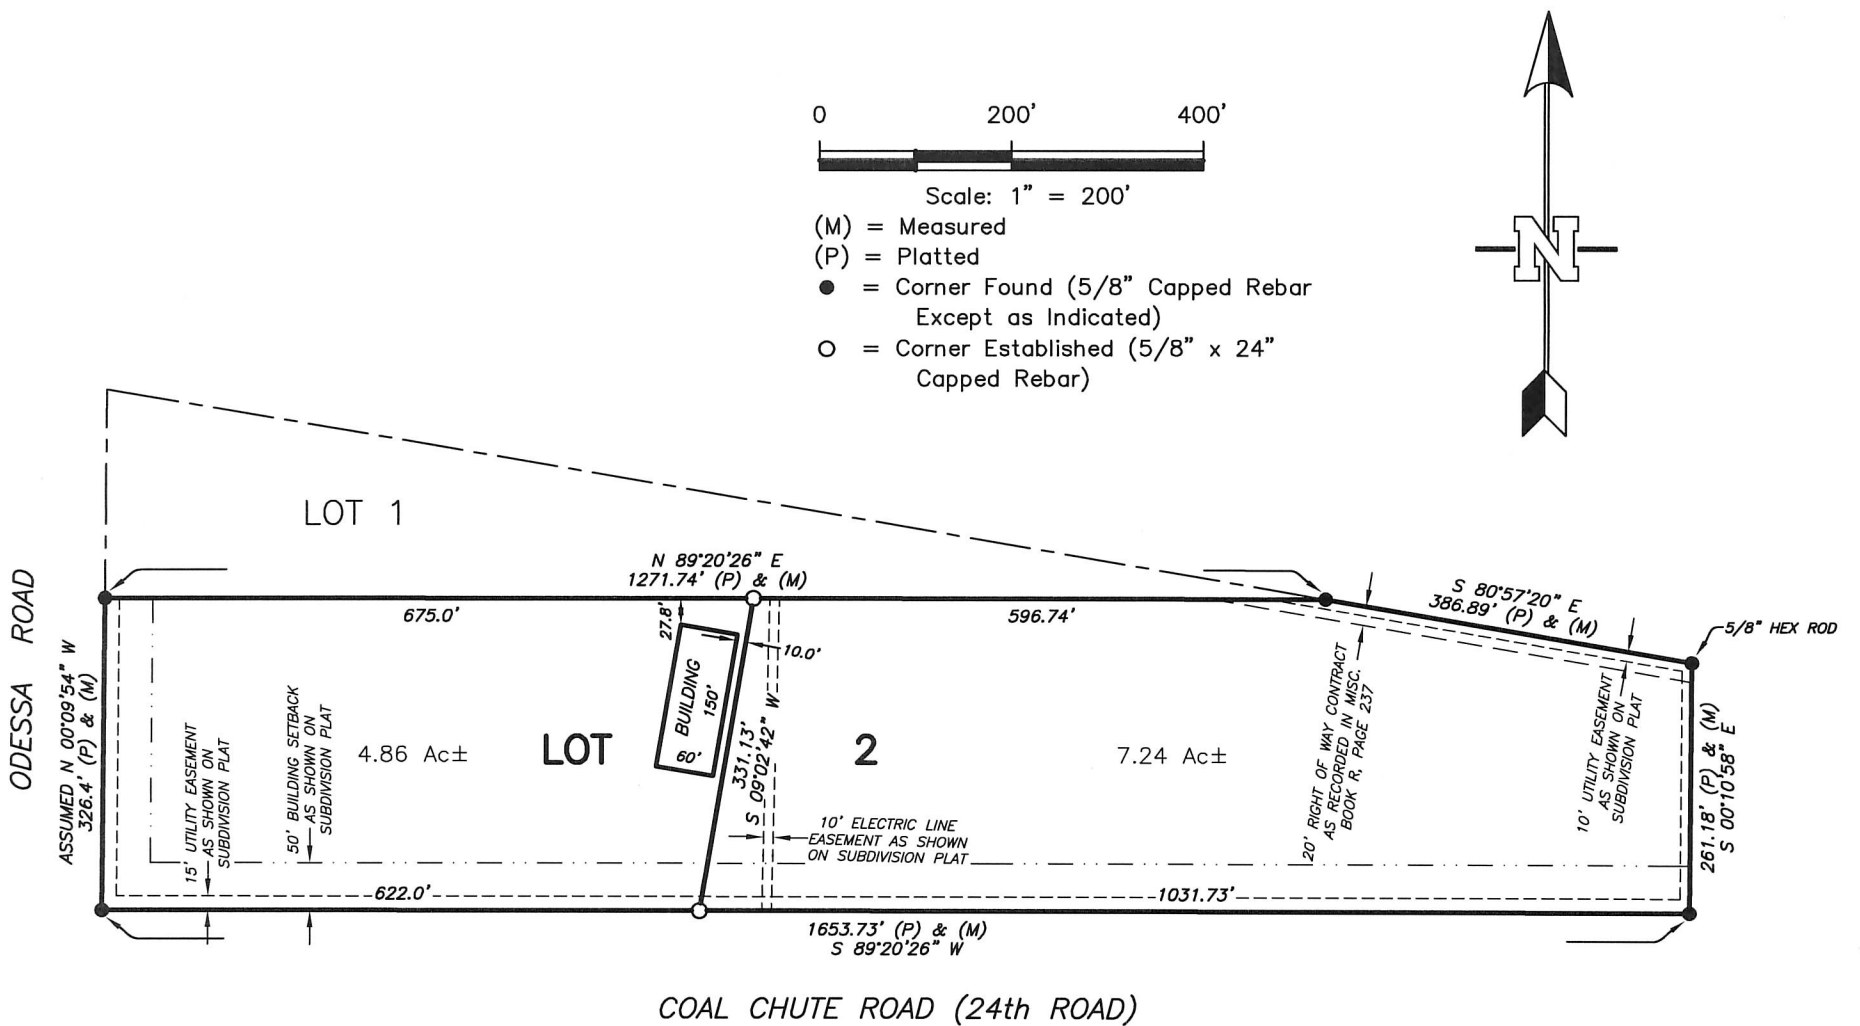 0 200' 400'
Scale: 1" = 200'
(M) = Measured
(P) = Platted
= Corner Found (5/8" Capped Rebar
Except as Indicated)
= Corner Established (5/8" x 24"
Capped Rebar)
N
LOT 1
N 89°20'26" E
1271.74' (P) & (M)
675.0'
596.74'
S 80°57'20" E
386.89' (P) & (M)
5/8" HEX ROD
ODESSA ROAD
ASSUMED N 00°09'54" W
326.4' (P) & (M)
27.8'
10.0'
BUILDING
150'
60'
331.13'
S 09°02'42" W
4.86 Ac±
LOT 2
7.24 Ac±
15' UTILITY EASEMENT
AS SHOWN ON
SUBDIVISION PLAT
50' BUILDING SETBACK
AS SHOWN ON
SUBDIVISION PLAT
10' ELECTRIC LINE
EASEMENT AS SHOWN
ON SUBDIVISION PLAT
20' RIGHT OF WAY CONTRACT
AS RECORDED IN MISC.
BOOK R, PAGE 237
10' UTILITY EASEMENT
AS SHOWN ON
SUBDIVISION PLAT
261.18' (P) & (M)
S 00°10'58" E
622.0'
1031.73'
1653.73' (P) & (M)
S 89°20'26" W
COAL CHUTE ROAD (24th ROAD)